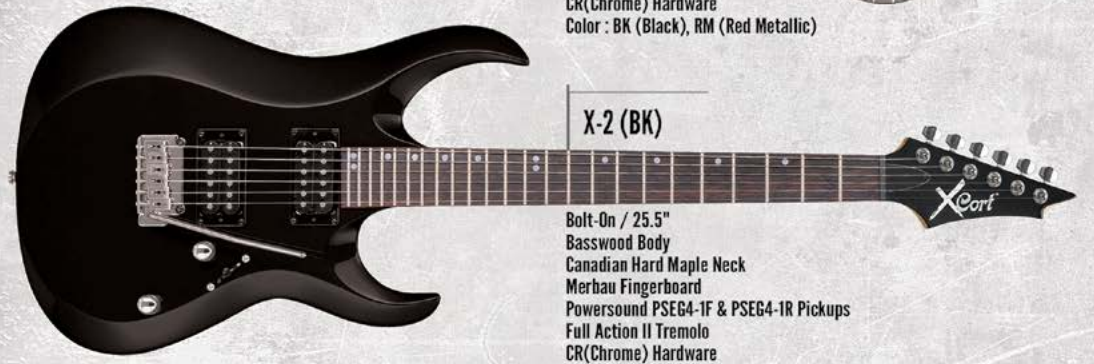 CR(Chrome) Hardware
Color : BK (Black), RM (Red Metallic)
X-2 (BK)
X Cort
Bolt-On / 25.5"
Basswood Body
Canadian Hard Maple Neck
Merbau Fingerboard
Powersound PSEG4-1F & PSEG4-1R Pickups
Full Action II Tremolo
CR(Chrome) Hardware